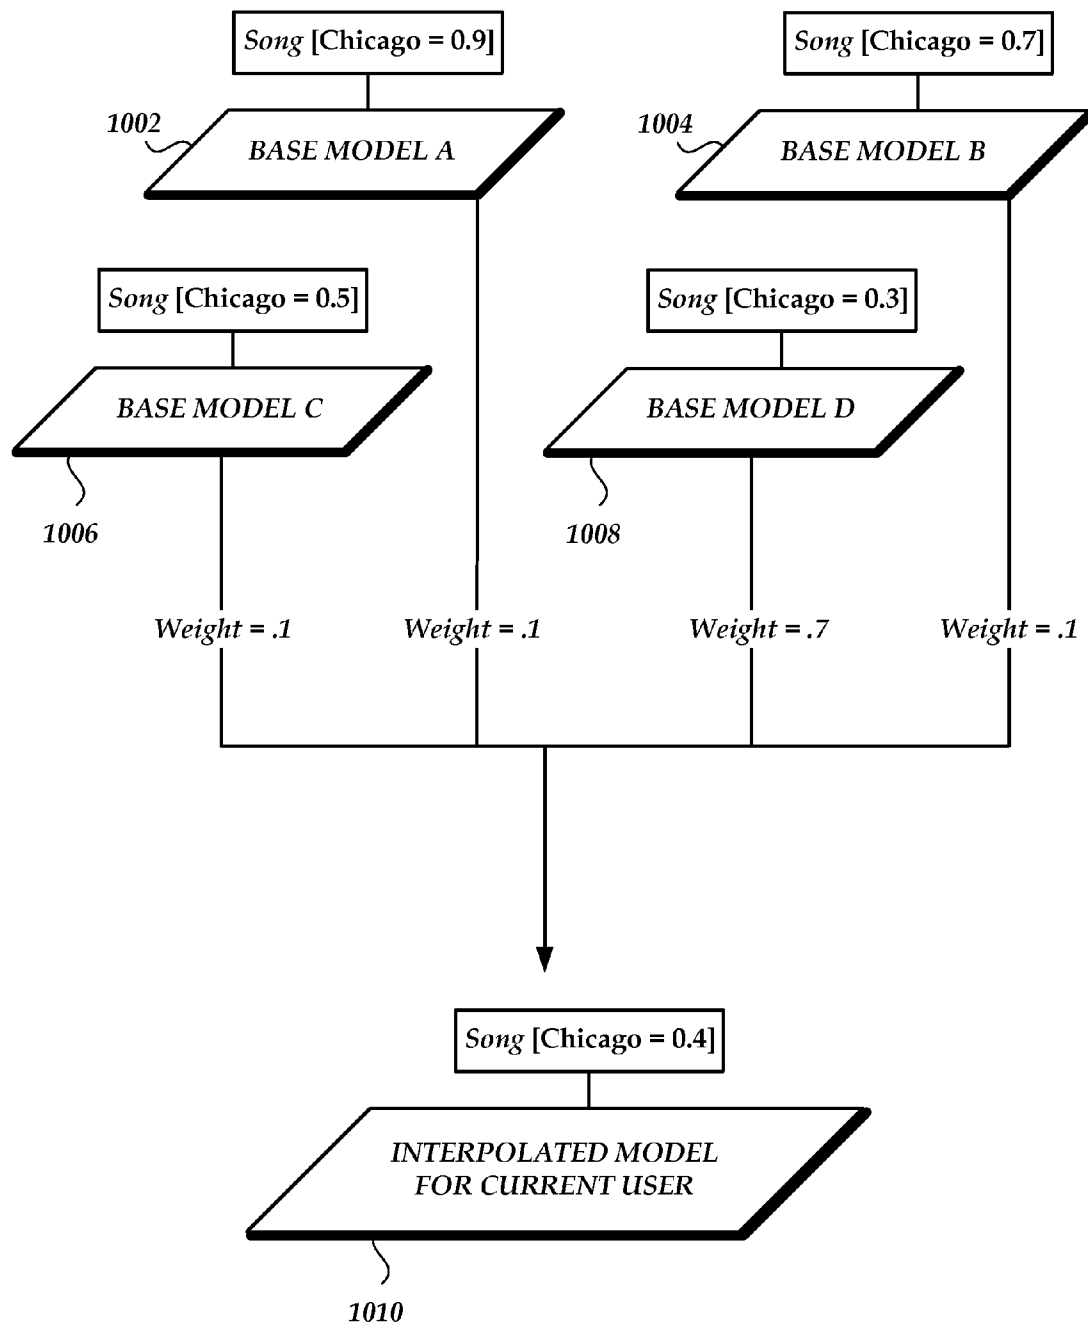 Song [Chicago = 0.9]
Song [Chicago = 0.7]
1002
1004
BASE MODEL A
BASE MODEL B
Song [Chicago = 0.5]
Song [Chicago = 0.3]
BASE MODEL C
BASE MODEL D
1006
1008
Weight = .1
Weight = .1
Weight = .7
Weight = .1
Song [Chicago = 0.4]
INTERPOLATED MODEL
FOR CURRENT USER
1010